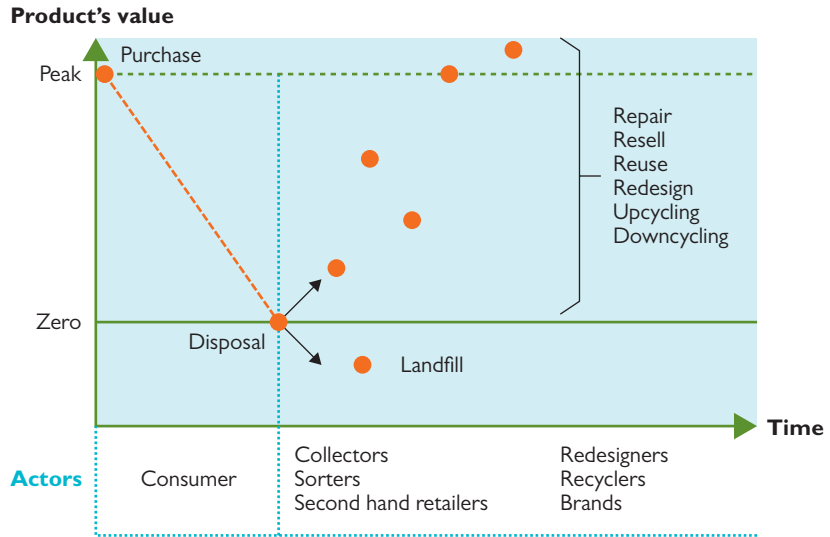 Product's value
Purchase
Peak
Repair
Resell
Reuse
Redesign
Upcycling
Downcycling
Zero
Disposal
Landfill
Time
Actors
Consumer
Collectors
Sorters
Second hand retailers
Redesigners
Recyclers
Brands